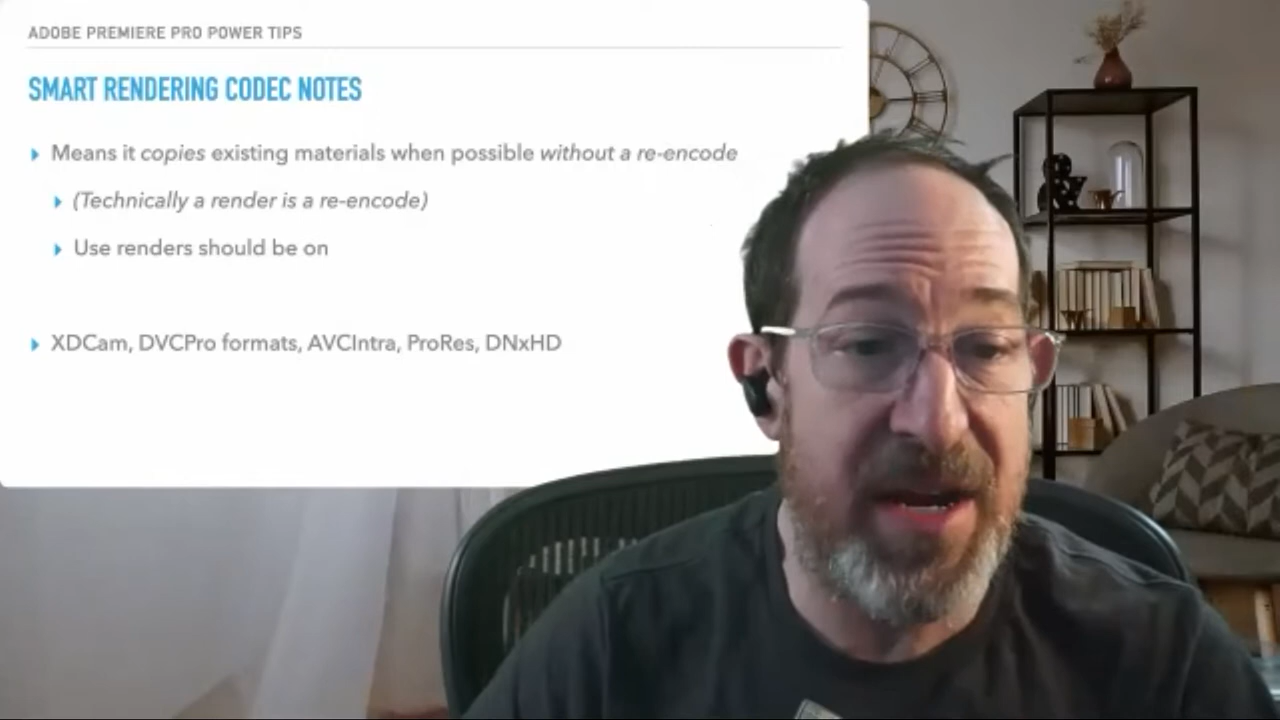 ADOBE PREMIERE PRO POWER TIPS
SMART RENDERING CODEC NOTES
Means it copies existing materials when possible without a re-encode
(Technically a render is a re-encode)
Use renders should be on
XDCam, DVCPro formats, AVCIntra, ProRes, DNxHD